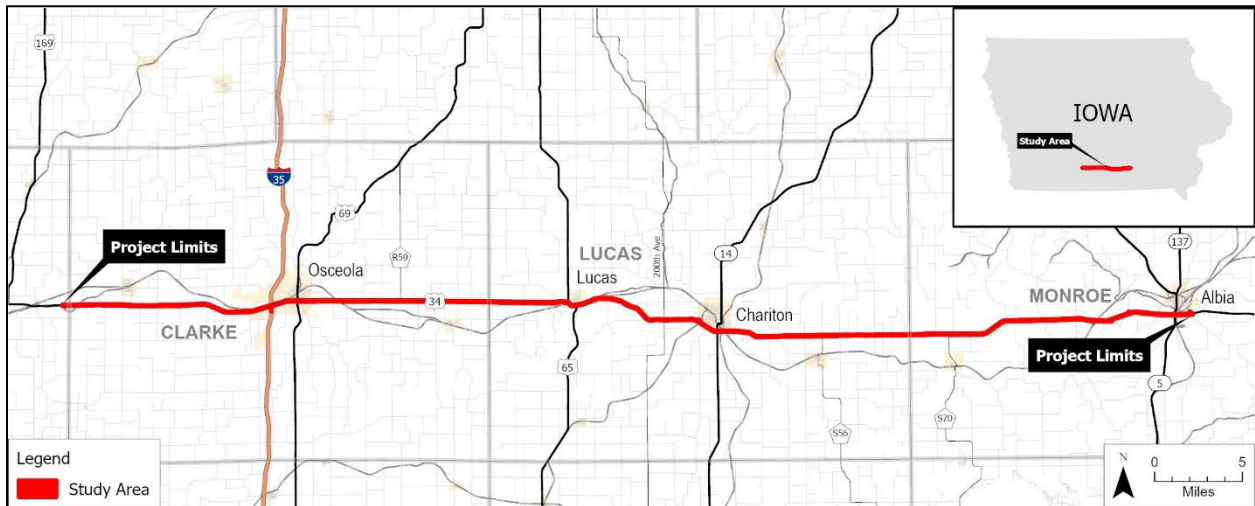 169
IOWA
Study Area
35
69
Project Limits
R59
Osceola
LUCAS
Lucas
200th Ave
14
137
34
CLARKE
Chariton
MONROE
Albia
Project Limits
65
5
S56
S70
Legend
Study Area
N
0 5
Miles